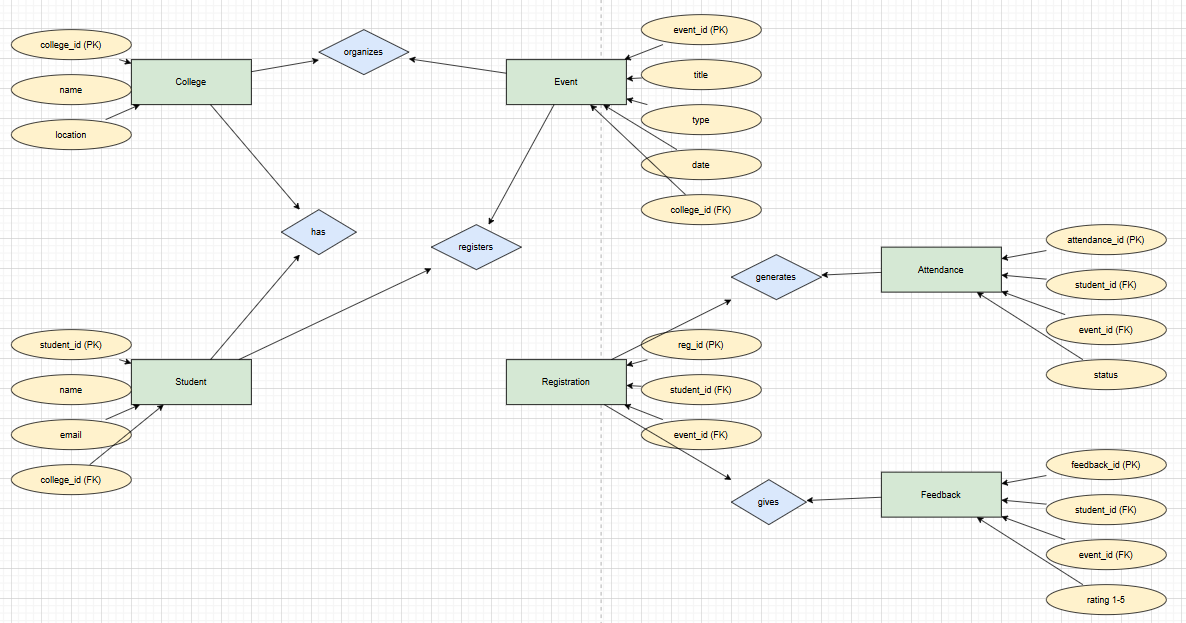 college_id (PK)
name
location
College
organizes
Event
event_id (PK)
title
type
date
college_id (FK)
has
registers
student_id (PK)
name
email
college_id (FK)
Student
Registration
reg_id (PK)
student_id (FK)
event_id (FK)
generates
Attendance
attendance_id (PK)
student_id (FK)
event_id (FK)
status
gives
Feedback
feedback_id (PK)
student_id (FK)
event_id (FK)
rating 1-5